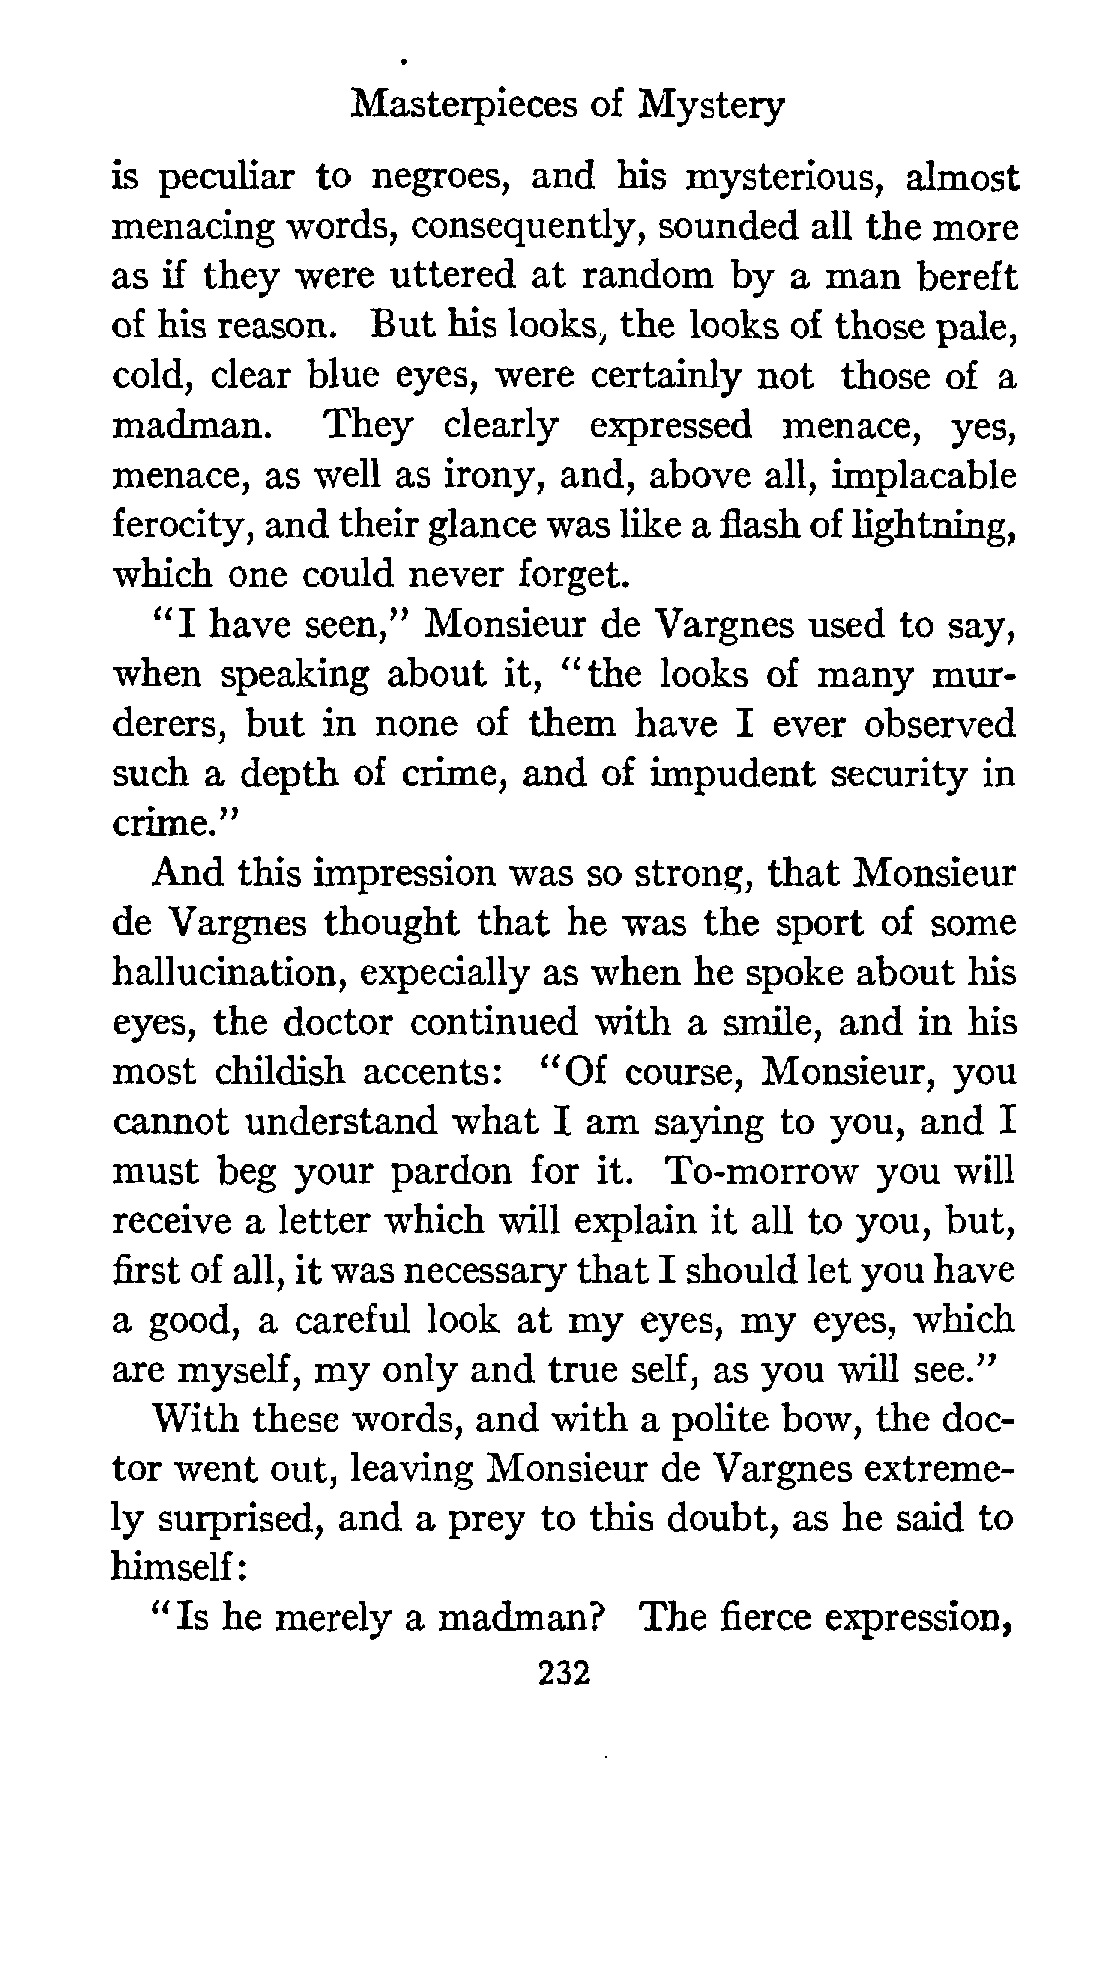 Masterpieces of Mystery
is peculiar to negroes, and his mysterious, almost
menacing words, consequently, sounded all the more
as if they were uttered at random by a man bereft
of his reason. But his looks, the looks of those pale,
cold, clear blue eyes, were certainly not those of a
madman. They clearly expressed menace, yes,
menace, as well as irony, and, above all, implacable
ferocity, and their glance was like a flash of lightning,
which one could never forget.
"I have seen," Monsieur de Vargnes used to say,
when speaking about it, "the looks of many mur-
derers, but in none of them have I ever observed
such a depth of crime, and of impudent security in
crime."
And this impression was so strong, that Monsieur
de Vargnes thought that he was the sport of some
hallucination, expecially as when he spoke about his
eyes, the doctor continued with a smile, and in his
most childish accents: "Of course, Monsieur, you
cannot understand what I am saying to you, and I
must beg your pardon for it. To-morrow you will
receive a letter which will explain it all to you, but,
first of all, it was necessary that I should let you have
a good, a careful look at my eyes, my eyes, which
are myself, my only and true self, as you will see."
With these words, and with a polite bow, the doc-
tor went out, leaving Monsieur de Vargnes extreme-
ly surprised, and a prey to this doubt, as he said to
himself:
"Is he merely a madman? The fierce expression,
232